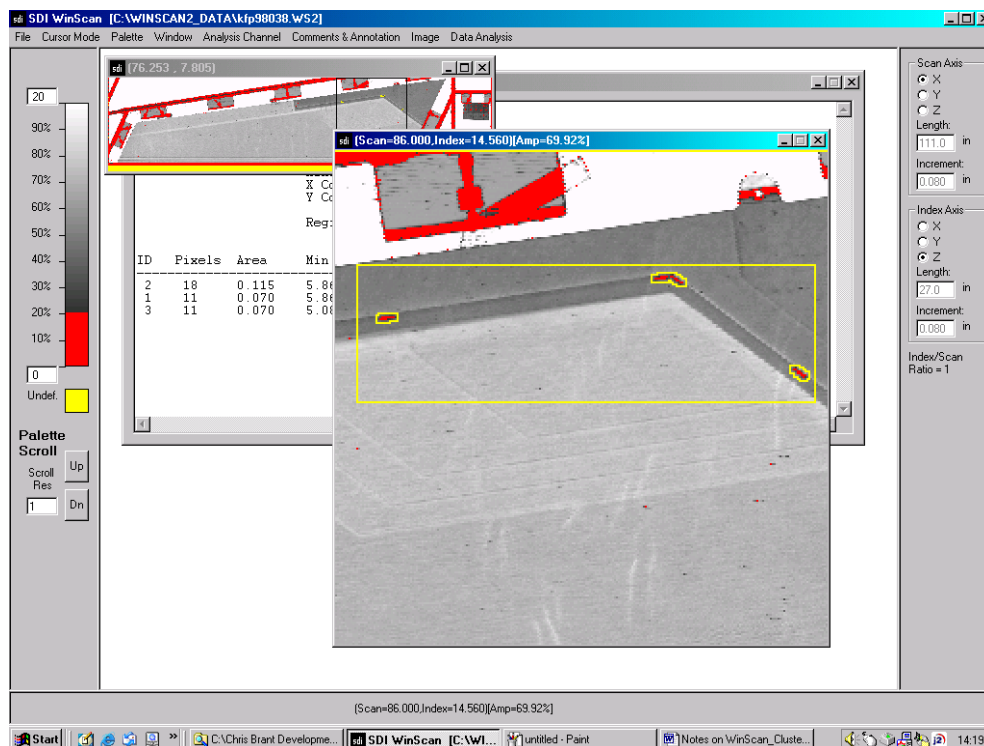 sdi SDI WinScan [C:\WINSCAN2_DATA\kfp98038.WS2]
File Cursor Mode Palette Window Analysis Channel Comments & Annotation Image Data Analysis
20
90%
80%
70%
60%
50%
40%
30%
20%
10%
0
Undef.
Palette
Scroll
Scroll
Res
1
Up
Dn
sdi (76.253 , 7.805)
X Co
Y Co
Reg:
ID Pixels Area Min
2 18 0.115 5.86
1 11 0.070 5.86
3 11 0.070 5.08
sdi (Scan=86.000,Index=14.560)[Amp=69.92%]
Scan Axis
X
Y
Z
Length:
111.0 in
Increment:
0.080 in
Index Axis
X
Y
Z
Length:
27.0 in
Increment:
0.080 in
Index/Scan
Ratio = 1
(Scan=86.000,Index=14.560)[Amp=69.92%]
Start » C:\Chris Brant Developme... sdi SDI WinScan [C:\WI... untitled - Paint Notes on WinScan_Cluste... 14:19